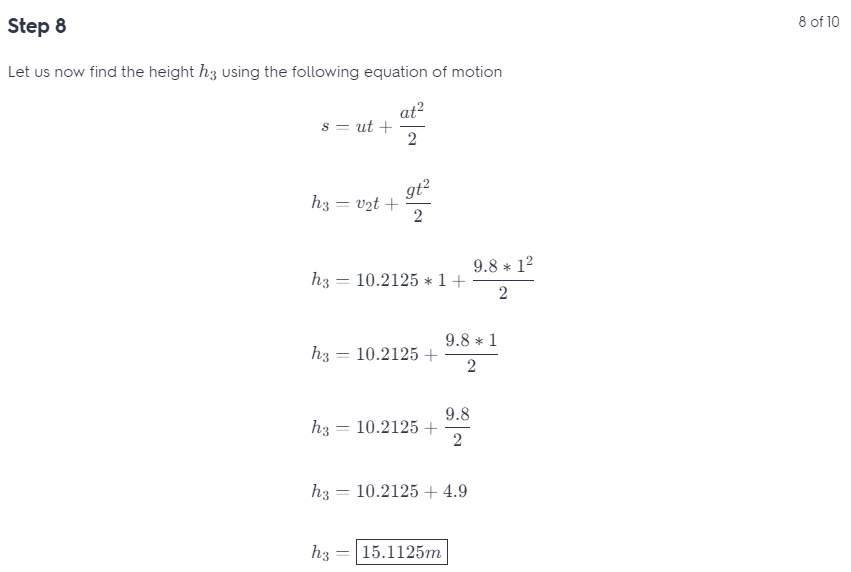 Step 8
8 of 10
Let us now find the height h₃ using the following equation of motion
s = ut + at²/2
h₃ = v₂t + gt²/2
h₃ = 10.2125 * 1 + 9.8 * 1²/2
h₃ = 10.2125 + 9.8 * 1/2
h₃ = 10.2125 + 9.8/2
h₃ = 10.2125 + 4.9
h₃ = 15.1125m